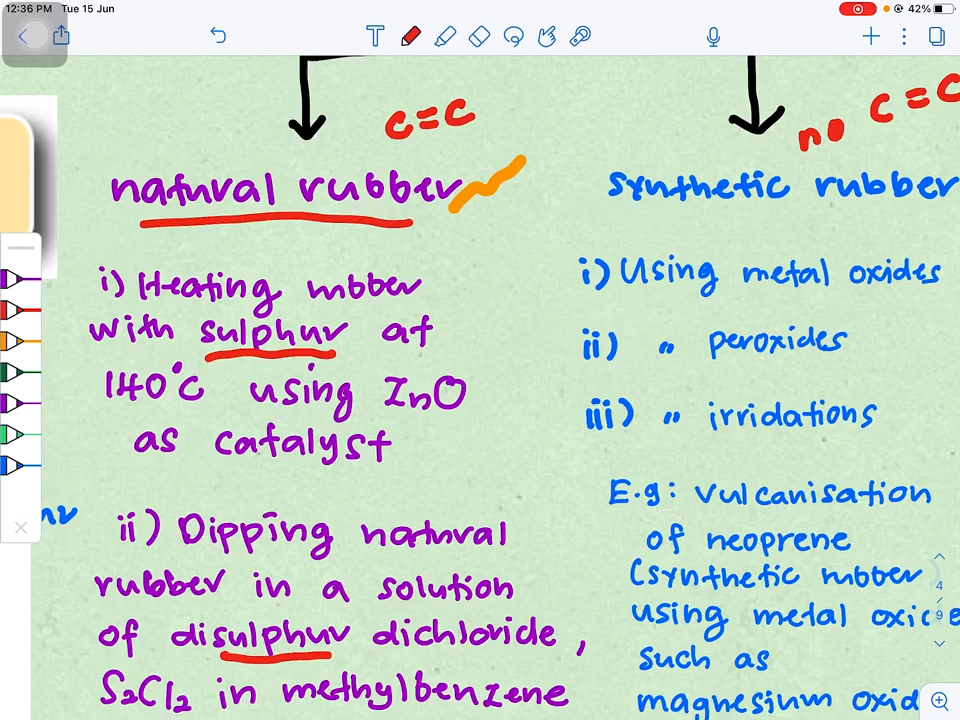 12:36 PM Tue 15 Jun
42%
C=C
natural rubber
i) Heating rubber
with sulphur at
140°C using ZnO
as catalyst
ii) Dipping natural
rubber in a solution
of disulphur dichloride,
S2Cl2 in methylbenzene
no C=C
synthetic rubber
i) Using metal oxides
ii) " peroxides
iii) " irridations
E.g: Vulcanisation
of neoprene
(synthetic rubber
using metal oxide
such as
magnesium oxid
4
/
9